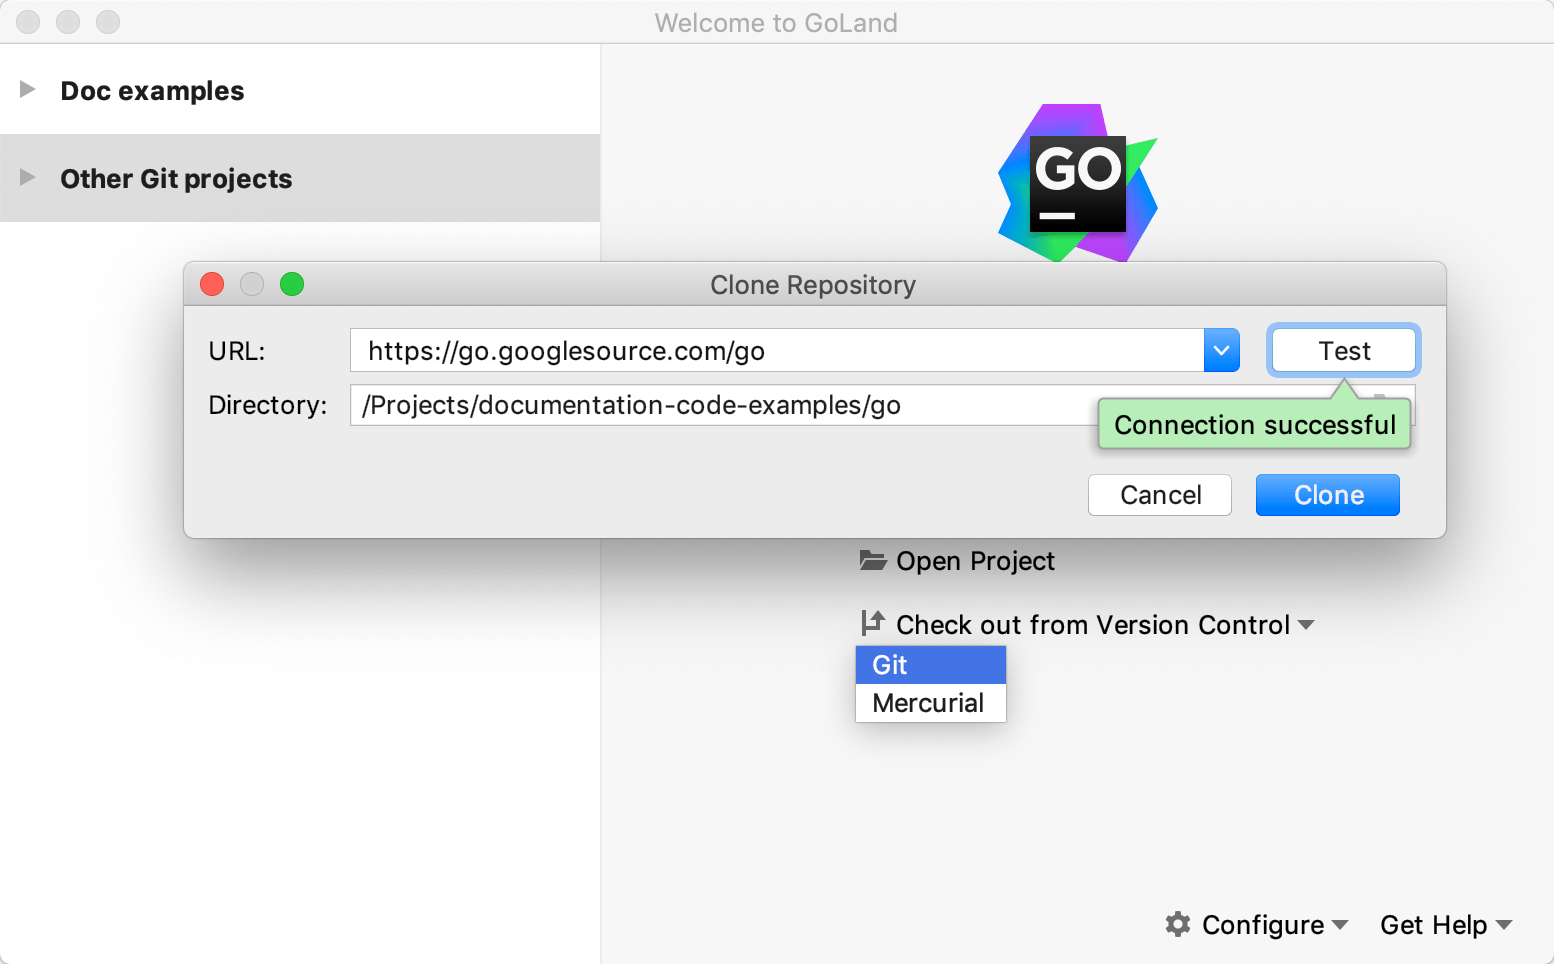 Welcome to GoLand
Doc examples
Other Git projects
GO
Clone Repository
URL: https://go.googlesource.com/go Test
Directory: /Projects/documentation-code-examples/go
Connection successful
Cancel Clone
Open Project
Check out from Version Control
Git
Mercurial
Configure Get Help